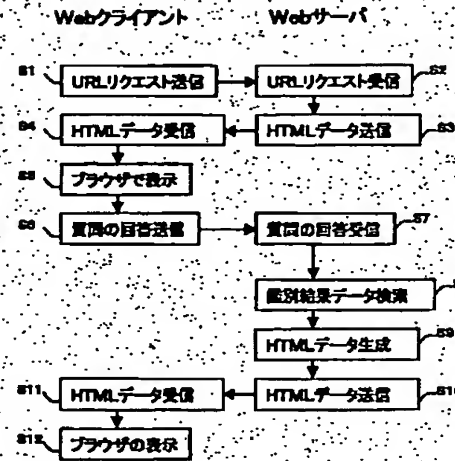 Webクライアント Webサーバ
S1 URLリクエスト送信 URLリクエスト受信 S2
S4 HTMLデータ受信 HTMLデータ送信 S3
S5 ブラウザで表示
S6 質問の回答送信 質問の回答受信 S7
鑑別結果データ検索
HTMLデータ生成 S9
S11 HTMLデータ受信 HTMLデータ送信
S12 ブラウザの表示